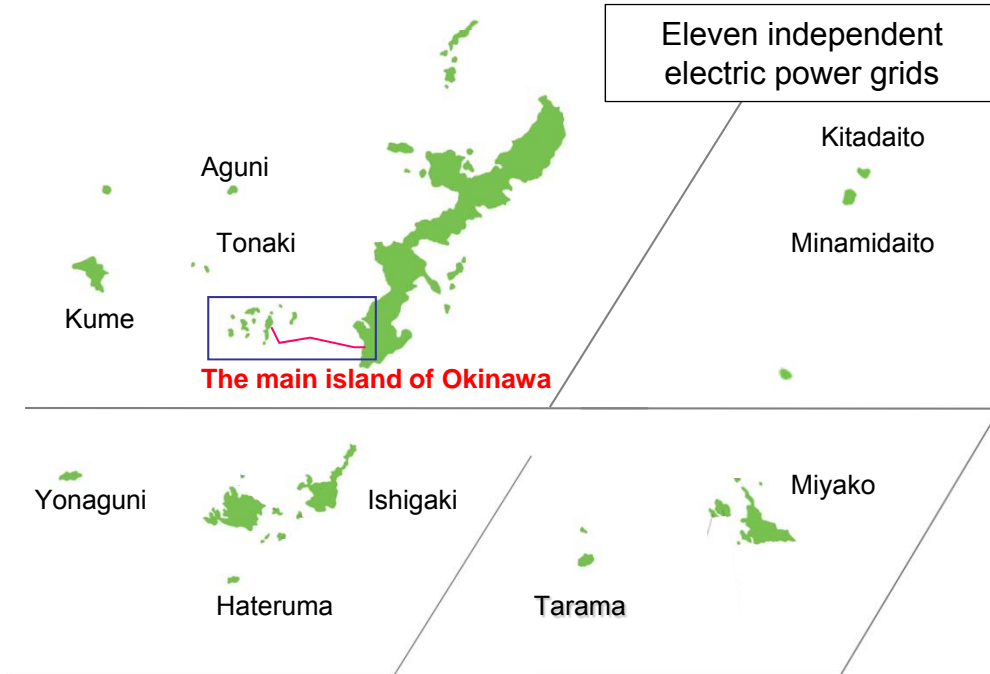 Eleven independent
electric power grids
Kitadaito
Aguni
Tonaki
Minamidaito
Kume
The main island of Okinawa
Yonaguni
Ishigaki
Miyako
Hateruma
Tarama